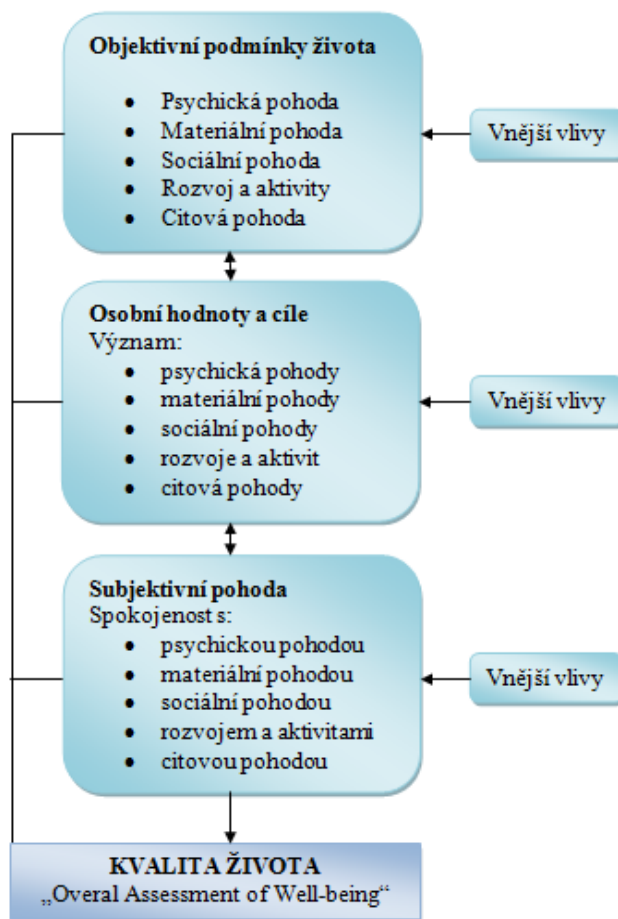 Objektivní podmínky života
• Psychická pohoda
• Materiální pohoda
• Sociální pohoda
• Rozvoj a aktivity
• Citová pohoda
Vnější vlivy
Osobní hodnoty a cíle
Význam:
• psychická pohody
• materiální pohody
• sociální pohody
• rozvoje a aktivit
• citová pohody
Vnější vlivy
Subjektivní pohoda
Spokojenost s:
• psychickou pohodou
• materiální pohodou
• sociální pohodou
• rozvojem a aktivitami
• citovou pohodou
Vnější vlivy
KVALITA ŽIVOTA
„Overal Assessment of Well-being“